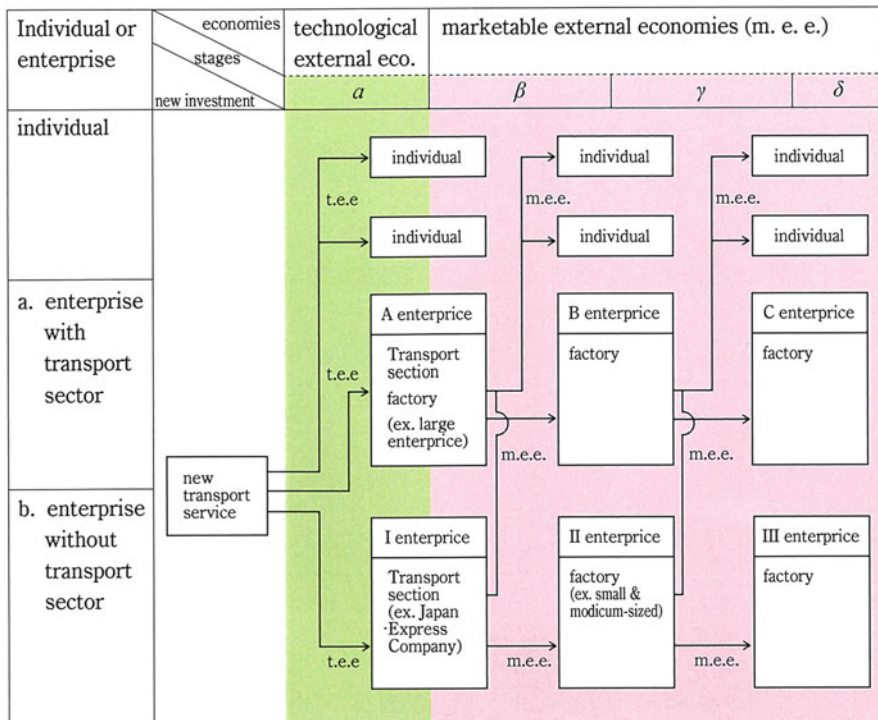 Individual or
enterprise
economies
stages
new investment
technological
external eco.
marketable external economies (m. e. e.)
α
β
γ
δ
individual
individual
individual
individual
t.e.e
m.e.e.
m.e.e.
individual
individual
individual
a. enterprise
with
transport
sector
A enterprice
B enterprice
C enterprice
Transport
section
factory
(ex. large
enterprice)
factory
factory
t.e.e
m.e.e.
m.e.e.
new
transport
service
b. enterprise
without
transport
sector
I enterprice
II enterprice
III enterprice
Transport
section
(ex. Japan
·Express
Company)
factory
(ex. small &
modicum-sized)
factory
t.e.e
m.e.e.
m.e.e.